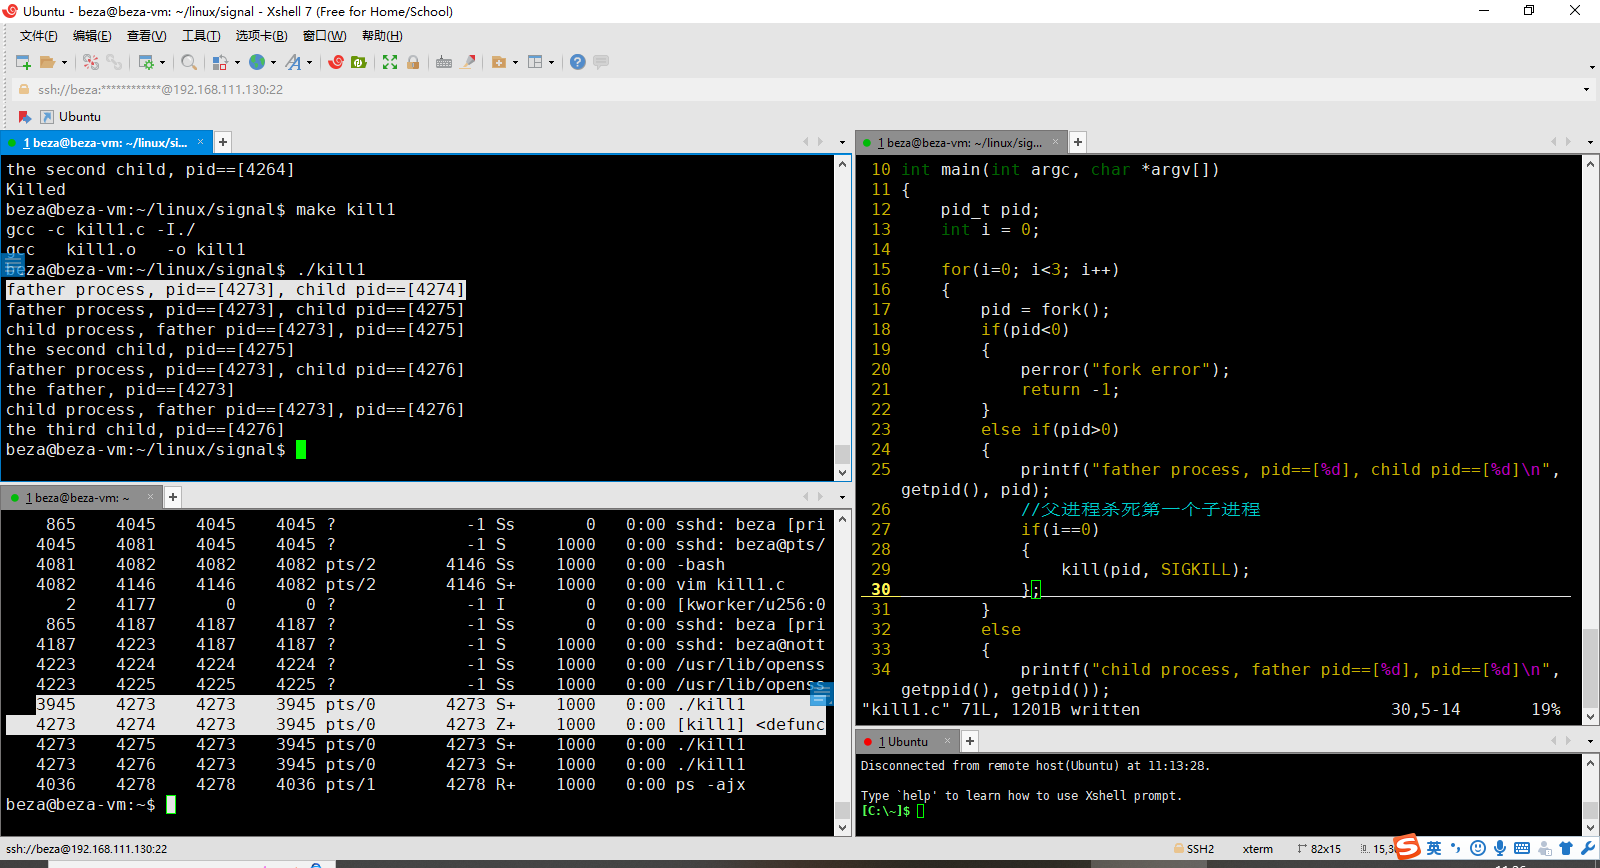 Ubuntu - beza@beza-vm: ~/linux/signal - Xshell 7 (Free for Home/School)
文件(F) 编辑(E) 查看(V) 工具(T) 选项卡(B) 窗口(W) 帮助(H)
ssh://beza:************@192.168.111.130:22
Ubuntu
1 beza@beza-vm: ~/linux/si...
the second child, pid==[4264]
Killed
beza@beza-vm:~/linux/signal$ make kill1
gcc -c kill1.c -I./
gcc   kill1.o   -o kill1
beza@beza-vm:~/linux/signal$ ./kill1
father process, pid==[4273], child pid==[4274]
father process, pid==[4273], child pid==[4275]
child process, father pid==[4273], pid==[4275]
the second child, pid==[4275]
father process, pid==[4273], child pid==[4276]
the father, pid==[4273]
child process, father pid==[4273], pid==[4276]
the third child, pid==[4276]
beza@beza-vm:~/linux/signal$
1 beza@beza-vm: ~
865 4045 4045 4045 ? -1 Ss 0 0:00 sshd: beza [pri
4045 4081 4045 4045 ? -1 S 1000 0:00 sshd: beza@pts/
4081 4082 4082 4082 pts/2 4146 Ss 1000 0:00 -bash
4082 4146 4146 4082 pts/2 4146 S+ 1000 0:00 vim kill1.c
2 4177 0 0 ? -1 I 0 0:00 [kworker/u256:0
865 4187 4187 4187 ? -1 Ss 0 0:00 sshd: beza [pri
4187 4223 4187 4187 ? -1 S 1000 0:00 sshd: beza@nott
4223 4224 4224 4224 ? -1 Ss 1000 0:00 /usr/lib/openss
4223 4225 4225 4225 ? -1 Ss 1000 0:00 /usr/lib/openss
3945 4273 4273 3945 pts/0 4273 S+ 1000 0:00 ./kill1
4273 4274 4273 3945 pts/0 4273 Z+ 1000 0:00 [kill1] <defunc
4273 4275 4273 3945 pts/0 4273 S+ 1000 0:00 ./kill1
4273 4276 4273 3945 pts/0 4273 S+ 1000 0:00 ./kill1
4036 4278 4278 4036 pts/1 4278 R+ 1000 0:00 ps -ajx
beza@beza-vm:~$
1 beza@beza-vm: ~/linux/sig...
10 int main(int argc, char *argv[])
11 {
12     pid_t pid;
13     int i = 0;
14
15     for(i=0; i<3; i++)
16     {
17         pid = fork();
18         if(pid<0)
19         {
20             perror("fork error");
21             return -1;
22         }
23         else if(pid>0)
24         {
25             printf("father process, pid==[%d], child pid==[%d]\n",
getpid(), pid);
26             //父进程杀死第一个子进程
27             if(i==0)
28             {
29                 kill(pid, SIGKILL);
30             };
31         }
32         else
33         {
34             printf("child process, father pid==[%d], pid==[%d]\n",
getppid(), getpid());
"kill1.c" 71L, 1201B written 30,5-14 19%
1 Ubuntu
Disconnected from remote host(Ubuntu) at 11:13:28.
Type `help' to learn how to use Xshell prompt.
[C:\~]$
ssh://beza@192.168.111.130:22 SSH2 xterm 82x15 英